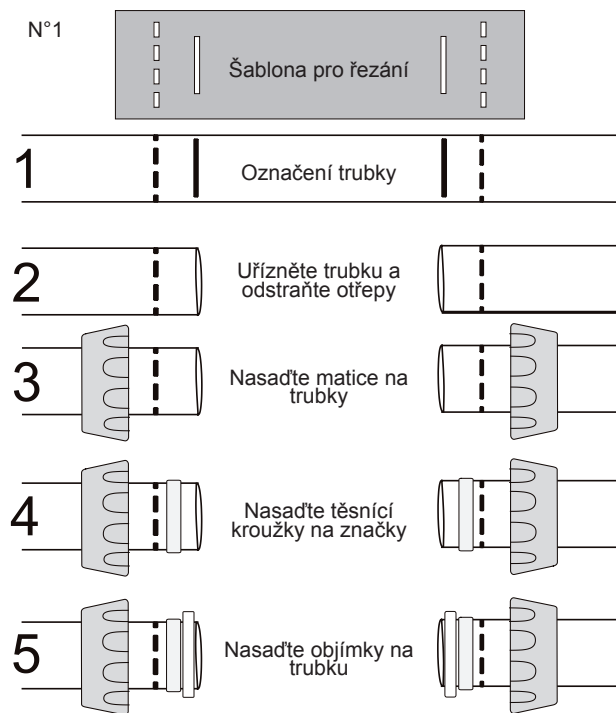 N°1
Šablona pro řezání
1
Označení trubky
2
Uřízněte trubku a
odstraňte otřepy
3
Nasaďte matice na
trubky
4
Nasaďte těsnící
kroužky na značky
5
Nasaďte objímky na
trubku